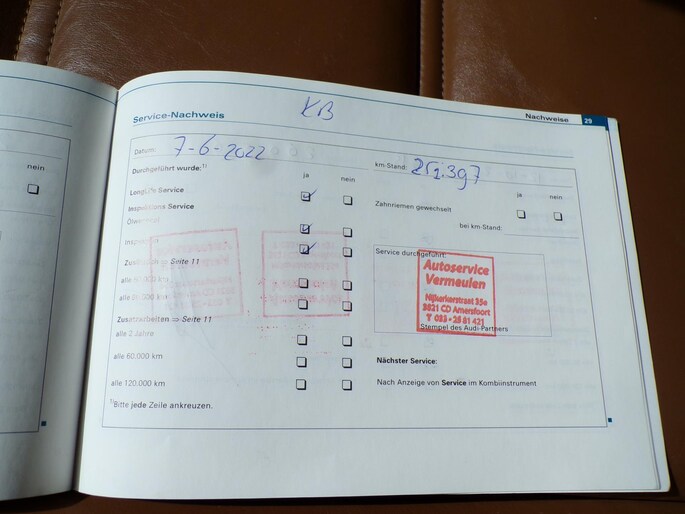 KB
Service-Nachweis
Nachweise 29
Datum: 7-6-2022
km-Stand:
Durchgeführt wurde:¹⁾
ja nein
ja nein
nein
LongLife Service
Zahnriemen gewechselt
Inspektions Service
bei km-Stand:
Ölwechsel
Inspektion
Service durchgeführt:
Autoservice
Vermeulen
Nijkerkerstraat 35e
3821 CD Amersfoort
T 033 - 25 81 421
Stempel des Audi-Partners
⇒ Seite 11
alle
km
alle
km
Zusatzarbeiten ⇒ Seite 11
alle 2 Jahre
Nächster Service:
alle 60.000 km
Nach Anzeige von Service im Kombiinstrument
alle 120.000 km
¹⁾Bitte jede Zeile ankreuzen.